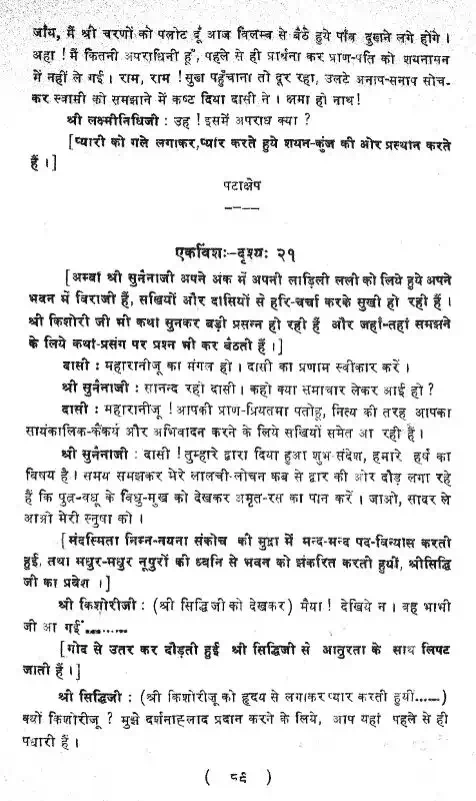 जाँय, मैं श्री चरणों को पलोट दूँ आज विलम्ब से बैठे हुये पाँव दुखने लगे होंगे ।
अहा ! मैं कितनी अपराधिनी हूँ, पहले से ही प्रार्थना कर प्राण-पति को शयनागन
में नहीं ले गई । राम, राम ! सुख पहुँचाना तो दूर रहा, उलटे अनाप-सनाप सोच-
कर स्वामी को समझाने में कष्ट दिया दासी ने । क्षमा हो नाथ!
श्री लक्ष्मीनिधिजी : उह ! इसमें अपराध क्या ?
[प्यारी को गले लगाकर,प्यार करते हुये शयन-कुंज की ओर प्रस्थान करते
हैं ।]
पटाक्षेप
एकविंशः-दृश्यः २१
[अम्बा श्री सुनैनाजी अपने अंक में अपनी लाड़िली लली को लिये हुये अपने
भवन में विराजी हैं, सखियों और दासियों से हरि-चर्चा करके सुखी हो रही हैं ।
श्री किशोरी जी भी कथा सुनकर बड़ी प्रसन्न हो रही हैं और जहाँ-तहाँ समझने
के लिये कथा-प्रसंग पर प्रश्न भी कर बैठती हैं ।]
दासी : महारानीजू का मंगल हो । दासी का प्रणाम स्वीकार करें ।
श्री सुनैनाजी : सानन्द रहो दासी । कहो क्या समाचार लेकर आई हो ?
दासी : महारानीजू ! आपकी प्राण-प्रियतमा पतोहू, नित्य की तरह आपका
सायंकालिक-कैंकर्य और अभिवादन करने के लिये सखियों समेत आ रही हैं ।
श्री सुनैनाजी : दासी ! तुम्हारे द्वारा दिया हुआ शुभ-संदेश, हमारे हर्ष का
विषय है । समय समझकर मेरे लालची-लोचन कब से द्वार की ओर दौड़ लगा रहे
हैं कि पुत्र-वधू के विधु-मुख को देखकर अमृत-रस का पान करें । जाओ, सादर ले
आओ मेरी स्नुषा को ।
[मंदस्मिता निम्न-नयना संकोच की मुद्रा में मन्द-मन्द पद-विन्यास करती
हुई, तथा मधुर-मधुर नूपुरों की ध्वनि से भवन को झंकरित करती हुयीं, श्रीसिद्धि
जी का प्रवेश ।]
श्री किशोरीजी : (श्री सिद्धिजी को देखकर) मैया ! देखिये न । वह भाभी
जी आ गईं..........
[गोद से उतर कर दौड़ती हुई श्री सिद्धिजी से आतुरता के साथ लिपट
जाती हैं ।]
श्री सिद्धिजी : (श्री किशोरीजू को हृदय से लगाकर प्यार करती हुयीं......)
क्यों किशोरीजू ? मुझे दर्शनाह्लाद प्रदान करने के लिये, आप यहां पहले से ही
पधारी हैं ।
( ८९ )